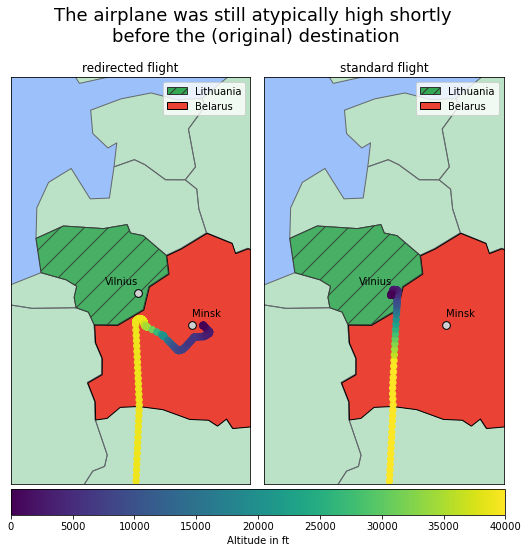 The airplane was still atypically high shortly
before the (original) destination
redirected flight
standard flight
Lithuania
Belarus
Vilnius
Minsk
Lithuania
Belarus
Vilnius
Minsk
0 5000 10000 15000 20000 25000 30000 35000 40000
Altitude in ft